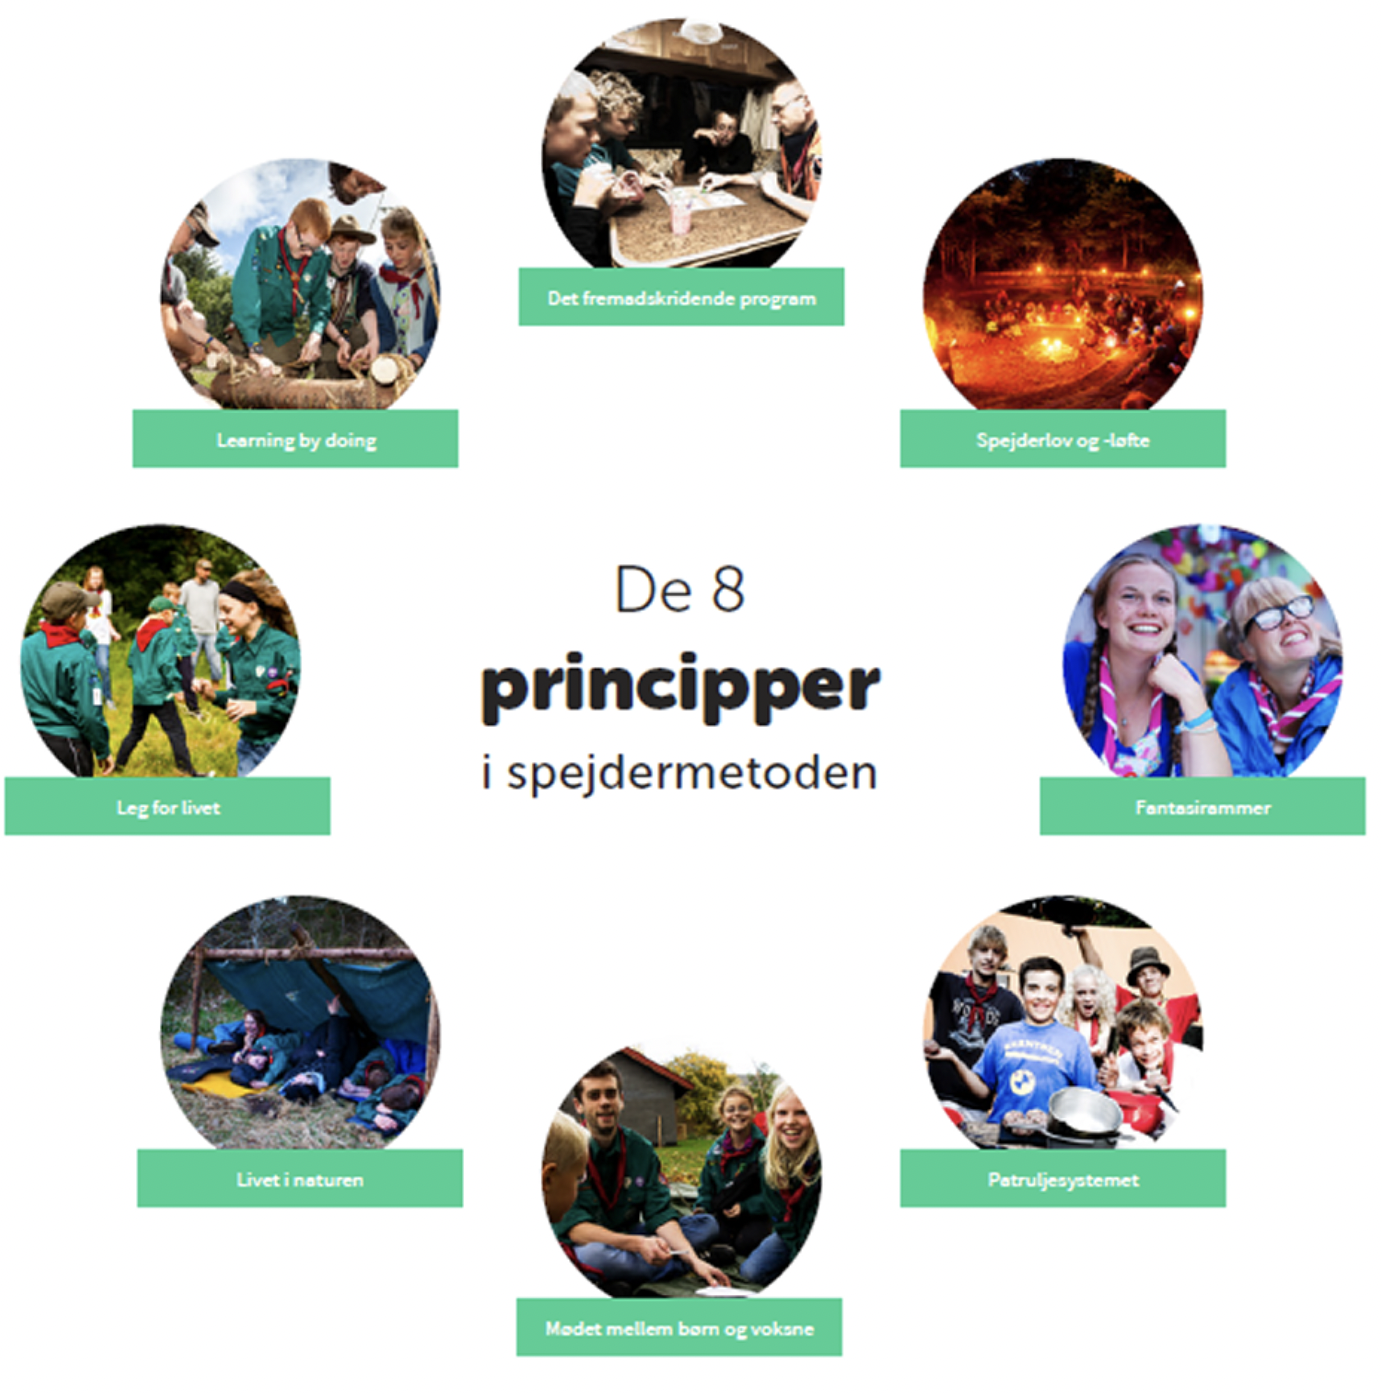 De 8
principper
i spejdermetoden
Det fremadskridende program
Spejderlov og -løfte
Fantasirammer
Patruljesystemet
Mødet mellem børn og voksne
Livet i naturen
Leg for livet
Learning by doing